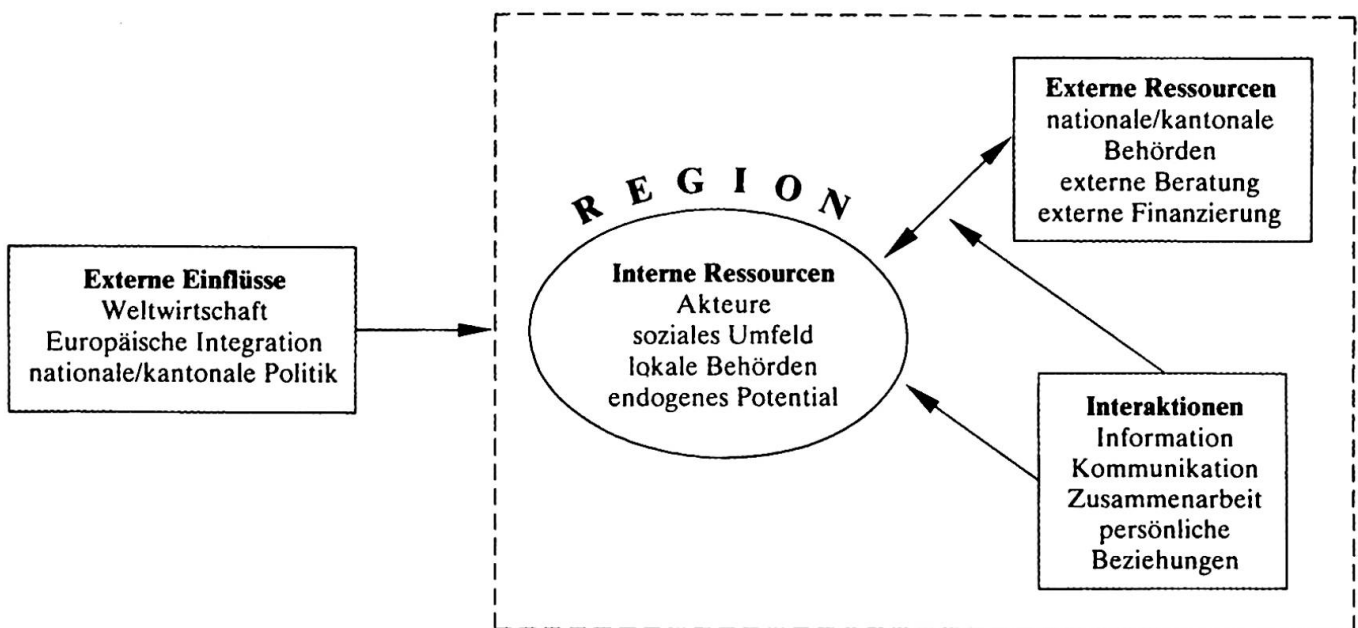 Externe Ressourcen
nationale/kantonale
Behörden
externe Beratung
externe Finanzierung
REGION
Interne Ressourcen
Akteure
soziales Umfeld
lokale Behörden
endogenes Potential
Externe Einflüsse
Weltwirtschaft
Europäische Integration
nationale/kantonale Politik
Interaktionen
Information
Kommunikation
Zusammenarbeit
persönliche
Beziehungen